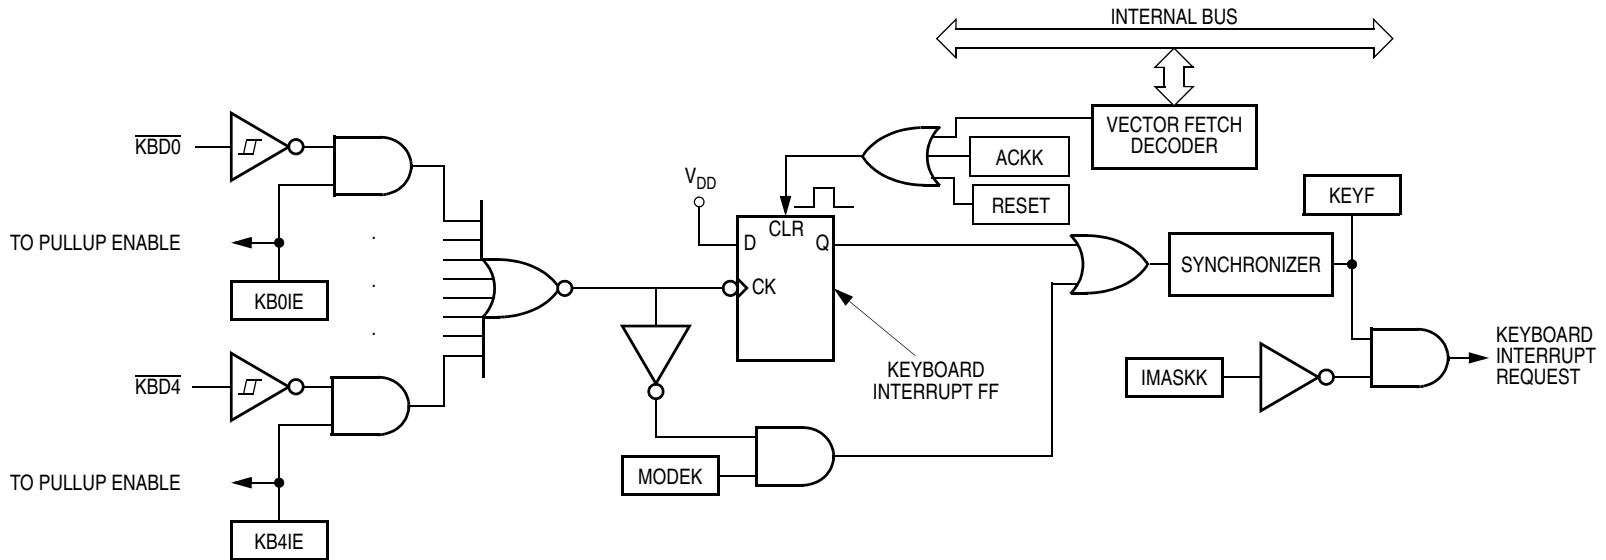 INTERNAL BUS
VECTOR FETCH
DECODER
ACKK
RESET
KBD0
TO PULLUP ENABLE
KB0IE
KBD4
TO PULLUP ENABLE
KB4IE
VDD
D
CLR
Q
CK
KEYBOARD
INTERRUPT FF
MODEK
SYNCHRONIZER
KEYF
IMASKK
KEYBOARD
INTERRUPT
REQUEST